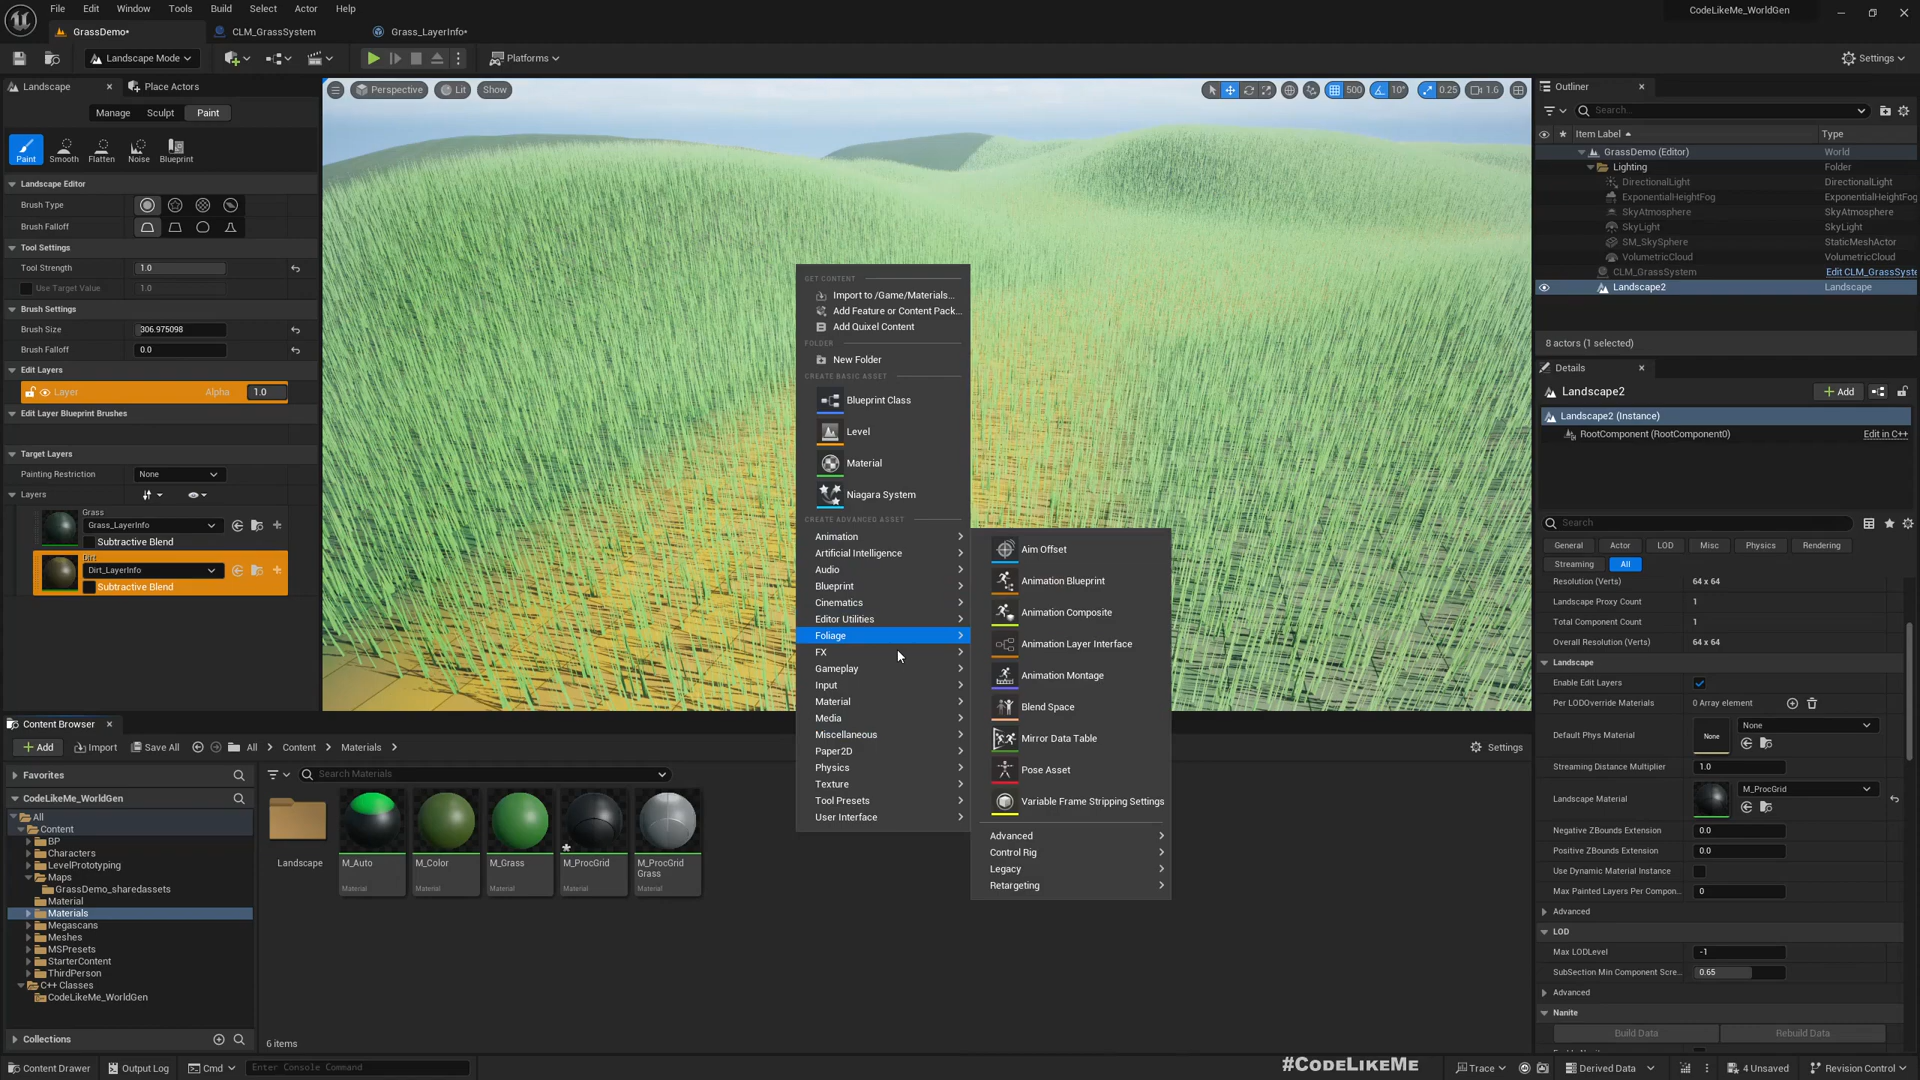 File Edit Window Tools Build Select Actor Help
CodeLikeMe_WorldGen
GrassDemo•
CLM_GrassSystem
Grass_LayerInfo•
Landscape Mode
Platforms
Settings
Landscape
Place Actors
Manage Sculpt Paint
Paint Smooth Flatten Noise Blueprint
Landscape Editor
Brush Type
Brush Falloff
Tool Settings
Tool Strength 1.0
Use Target Value 1.0
Brush Settings
Brush Size 306.975098
Brush Falloff 0.0
Edit Layers
Layer Alpha 1.0
Edit Layer Blueprint Brushes
Target Layers
Painting Restriction None
Layers
Grass
Grass_LayerInfo
Subtractive Blend
Dirt
Dirt_LayerInfo
Subtractive Blend
Perspective Lit Show
500 10° 0.25 1.6
GET CONTENT
Import to /Game/Materials...
Add Feature or Content Pack...
Add Quixel Content
FOLDER
New Folder
CREATE BASIC ASSET
Blueprint Class
Level
Material
Niagara System
CREATE ADVANCED ASSET
Animation
Artificial Intelligence
Audio
Blueprint
Cinematics
Editor Utilities
Foliage
FX
Gameplay
Input
Material
Media
Miscellaneous
Paper2D
Physics
Texture
Tool Presets
User Interface
Aim Offset
Animation Blueprint
Animation Composite
Animation Layer Interface
Animation Montage
Blend Space
Mirror Data Table
Pose Asset
Variable Frame Stripping Settings
Advanced
Control Rig
Legacy
Retargeting
Outliner
Search...
Item Label Type
GrassDemo (Editor) World
Lighting Folder
DirectionalLight DirectionalLight
ExponentialHeightFog ExponentialHeightFog
SkyAtmosphere SkyAtmosphere
SkyLight SkyLight
SM_SkySphere StaticMeshActor
VolumetricCloud VolumetricCloud
CLM_GrassSystem Edit CLM_GrassSyste
Landscape2 Landscape
8 actors (1 selected)
Details
Landscape2
Add
Landscape2 (Instance)
RootComponent (RootComponent0) Edit in C++
Search
General Actor LOD Misc Physics Rendering
Streaming All
Resolution (Verts) 64 x 64
Landscape Proxy Count 1
Total Component Count 1
Overall Resolution (Verts) 64 x 64
Landscape
Enable Edit Layers
Per LODOverride Materials 0 Array element
Default Phys Material None None
Streaming Distance Multiplier 1.0
Landscape Material M_ProcGrid
Negative ZBounds Extension 0.0
Positive ZBounds Extension 0.0
Use Dynamic Material Instance
Max Painted Layers Per Compon... 0
Advanced
LOD
Max LODLevel -1
SubSection Min Component Scre... 0.65
Advanced
Nanite
Build Data Rebuild Data
Content Browser
Add Import Save All All Content Materials
Settings
Favorites
CodeLikeMe_WorldGen
All
Content
BP
Characters
LevelPrototyping
Maps
GrassDemo_sharedassets
Material
Materials
Megascans
Meshes
MSPresets
StarterContent
ThirdPerson
C++ Classes
CodeLikeMe_WorldGen
Collections
Search Materials
Landscape
M_Auto
Material
M_Color
Material
M_Grass
Material
M_ProcGrid
Material
M_ProcGrid
Grass
Material
6 items
#CODELIKEME
Content Drawer Output Log Cmd Enter Console Command
Trace Derived Data 4 Unsaved Revision Control